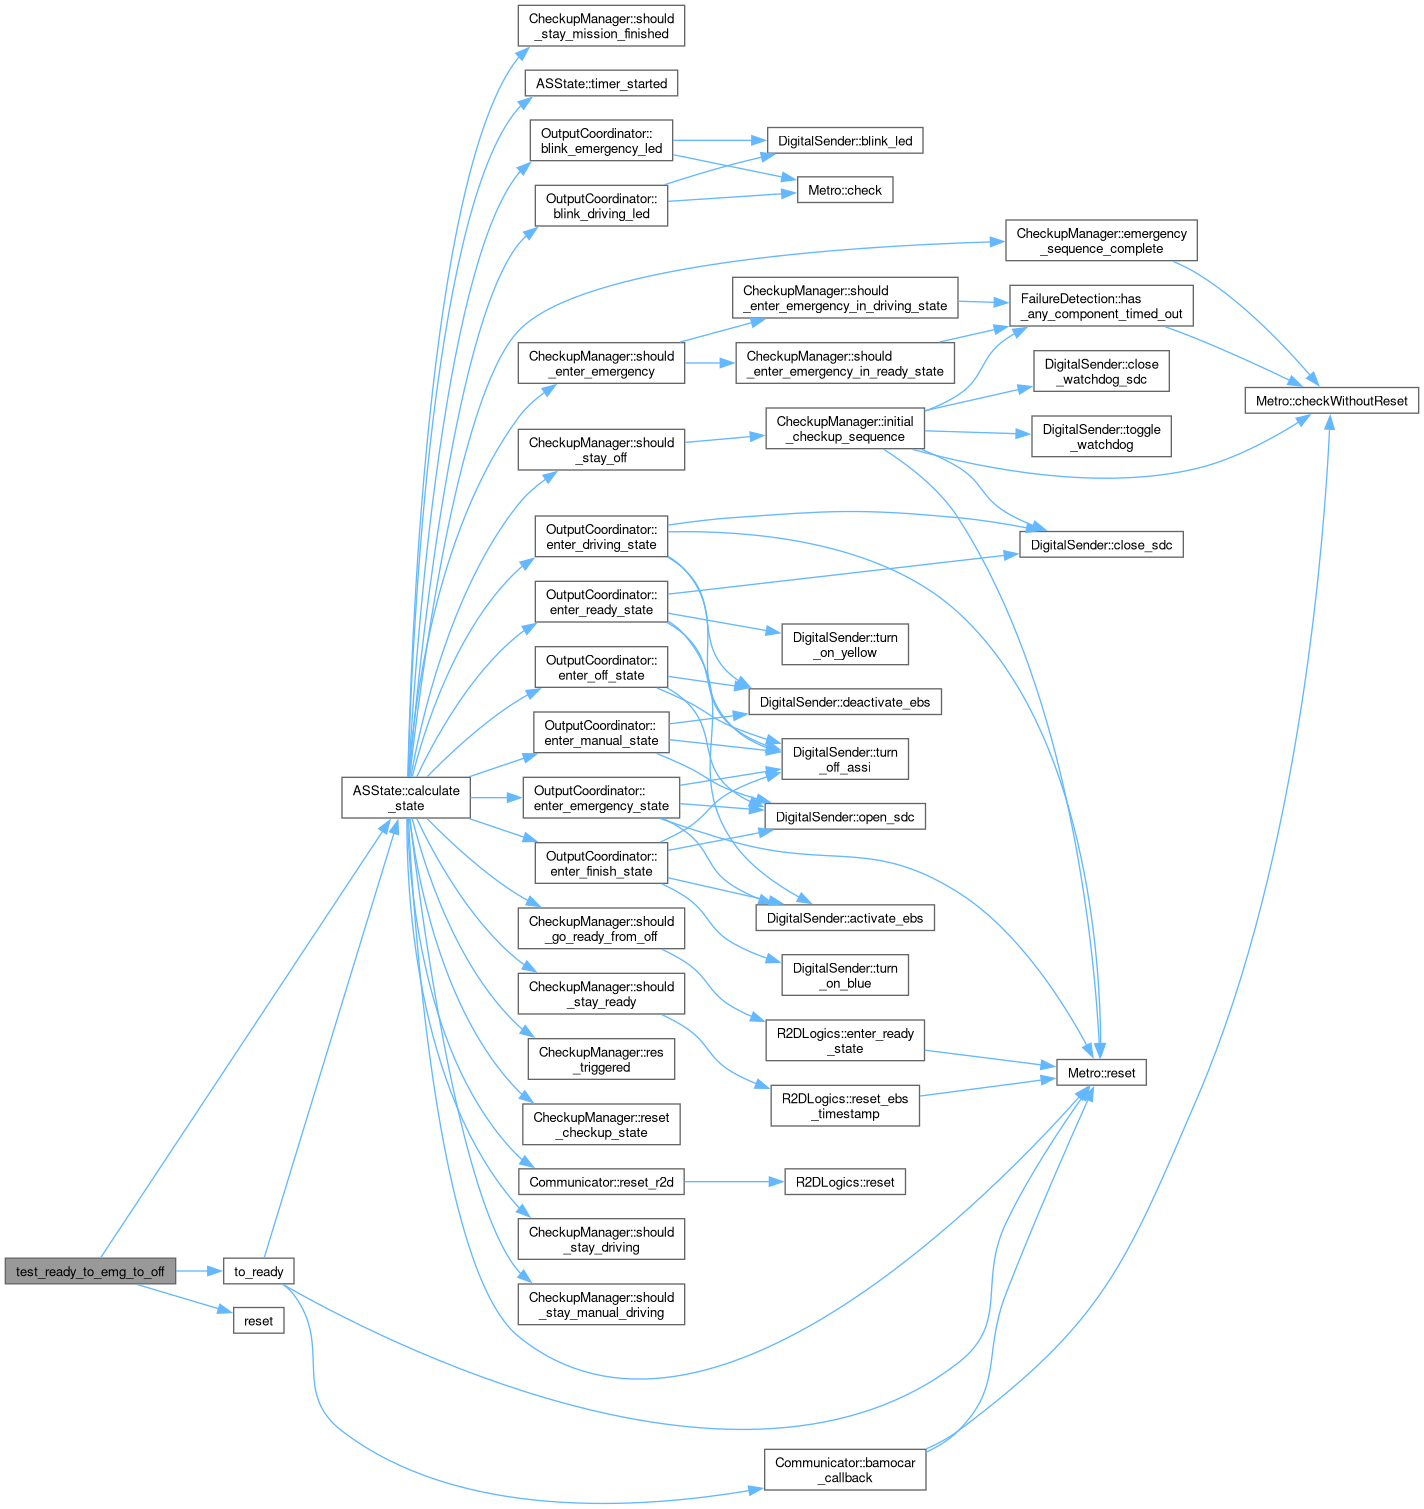 CheckupManager::should
_stay_mission_finished
ASState::timer_started
OutputCoordinator::
blink_emergency_led
DigitalSender::blink_led
Metro::check
OutputCoordinator::
blink_driving_led
CheckupManager::emergency
_sequence_complete
CheckupManager::should
_enter_emergency_in_driving_state
FailureDetection::has
_any_component_timed_out
CheckupManager::should
_enter_emergency
CheckupManager::should
_enter_emergency_in_ready_state
DigitalSender::close
_watchdog_sdc
Metro::checkWithoutReset
CheckupManager::initial
_checkup_sequence
DigitalSender::toggle
_watchdog
CheckupManager::should
_stay_off
OutputCoordinator::
enter_driving_state
DigitalSender::close_sdc
OutputCoordinator::
enter_ready_state
DigitalSender::turn
_on_yellow
OutputCoordinator::
enter_off_state
DigitalSender::deactivate_ebs
OutputCoordinator::
enter_manual_state
DigitalSender::turn
_off_assi
ASState::calculate
_state
OutputCoordinator::
enter_emergency_state
DigitalSender::open_sdc
OutputCoordinator::
enter_finish_state
DigitalSender::activate_ebs
CheckupManager::should
_go_ready_from_off
DigitalSender::turn
_on_blue
CheckupManager::should
_stay_ready
R2DLogics::enter_ready
_state
CheckupManager::res
_triggered
Metro::reset
R2DLogics::reset_ebs
_timestamp
CheckupManager::reset
_checkup_state
Communicator::reset_r2d
R2DLogics::reset
CheckupManager::should
_stay_driving
test_ready_to_emg_to_off
to_ready
CheckupManager::should
_stay_manual_driving
reset
Communicator::bamocar
_callback